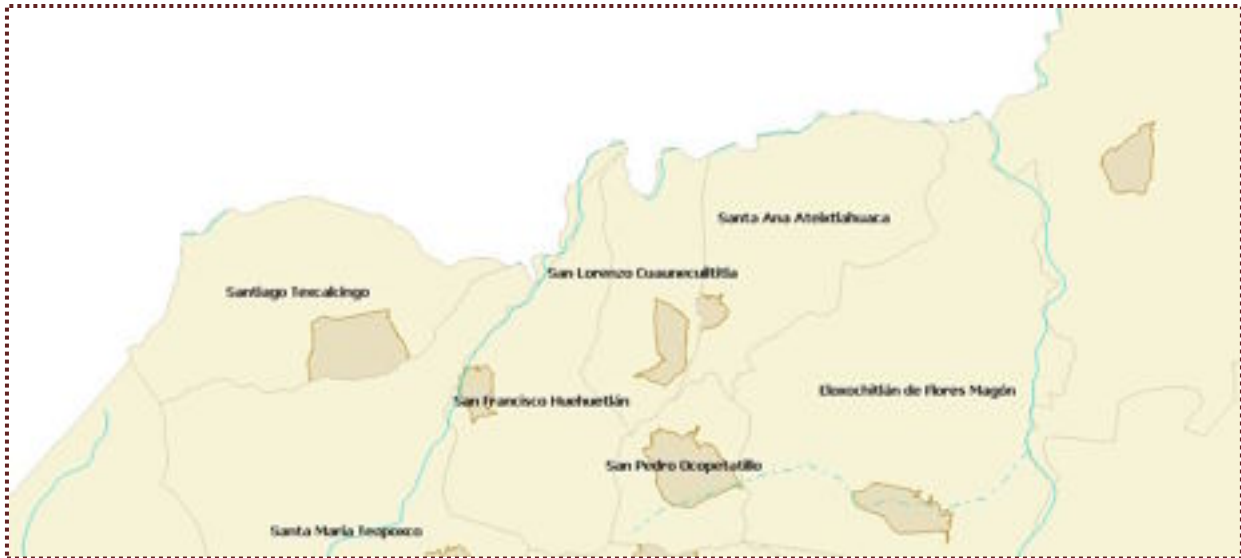 Santa Ana Ateixtlahuaca
San Lorenzo Cuaunecuiltitla
Santiago Texcalcingo
Eloxochitlán de Flores Magón
San Francisco Huehuetlán
San Pedro Ocopetatillo
Santa María Teopoxco